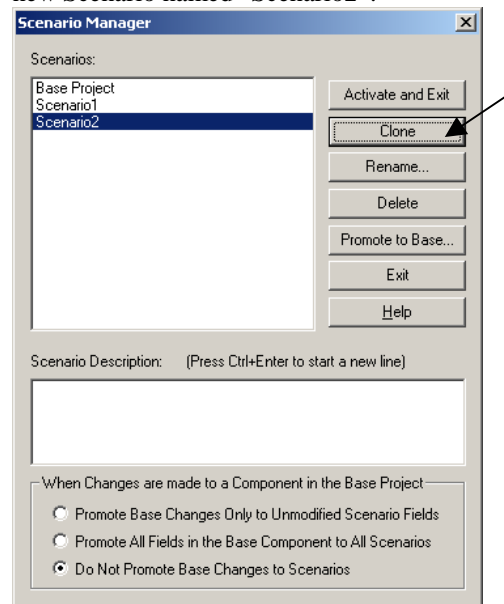 new Scenario named "Scenario2".
Scenario Manager
Scenarios:
Base Project
Scenario1
Scenario2
Activate and Exit
Clone
Rename...
Delete
Promote to Base...
Exit
Help
Scenario Description: (Press Ctrl+Enter to start a new line)
When Changes are made to a Component in the Base Project
Promote Base Changes Only to Unmodified Scenario Fields
Promote All Fields in the Base Component to All Scenarios
Do Not Promote Base Changes to Scenarios